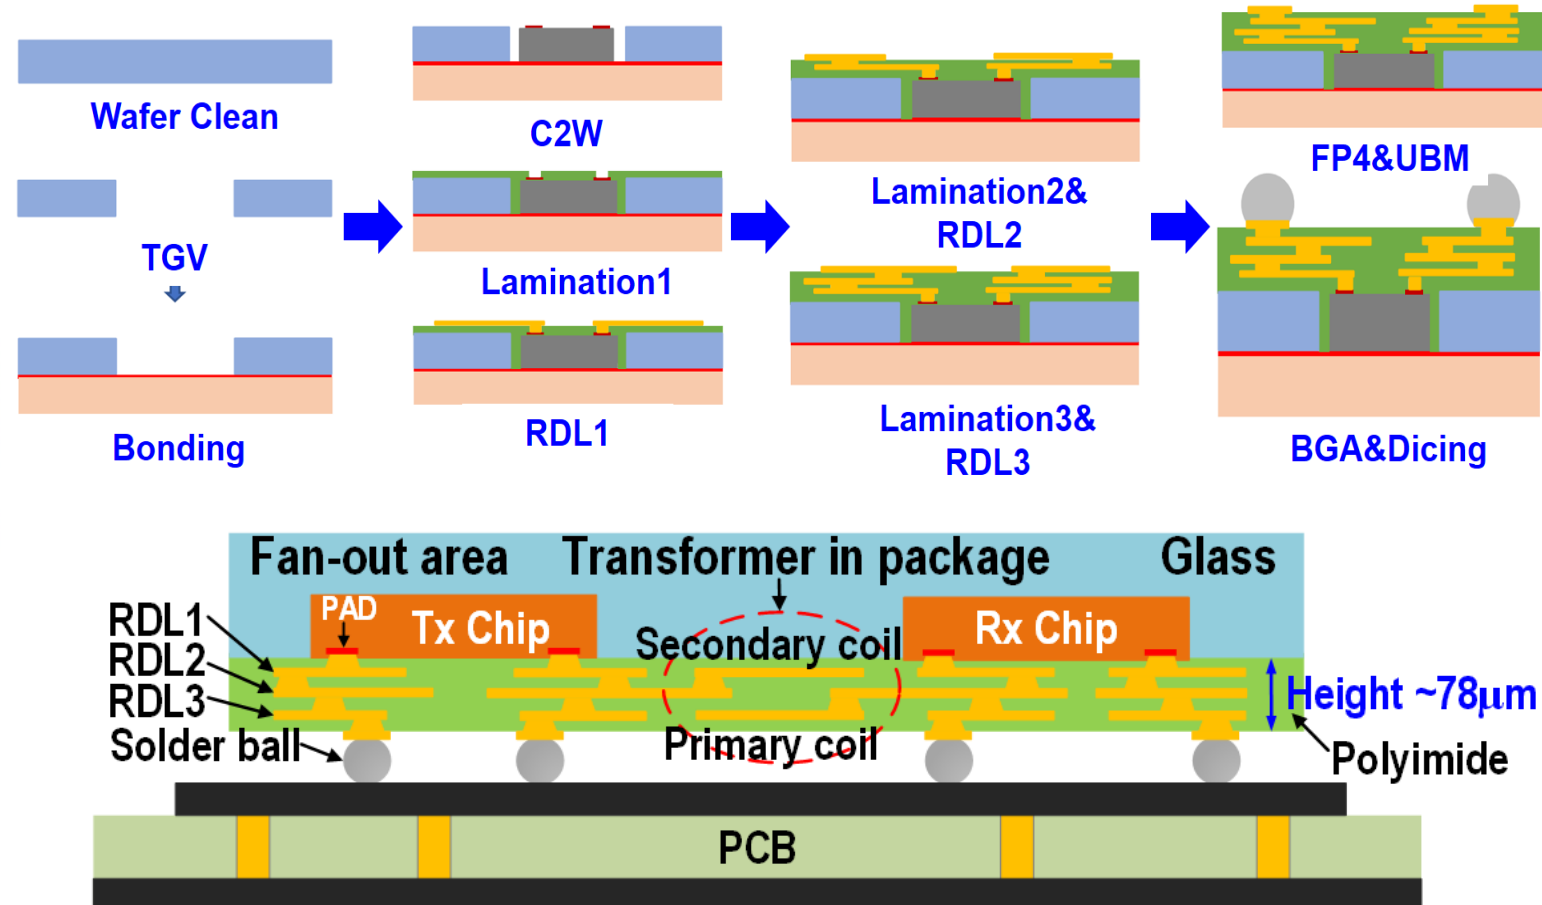 Wafer Clean
TGV
Bonding
C2W
Lamination1
RDL1
Lamination2&
RDL2
Lamination3&
RDL3
FP4&UBM
BGA&Dicing
Fan-out area
Transformer in package
Glass
PAD
Tx Chip
Rx Chip
Secondary coil
RDL1
RDL2
RDL3
Height ~78μm
Primary coil
Solder ball
Polyimide
PCB